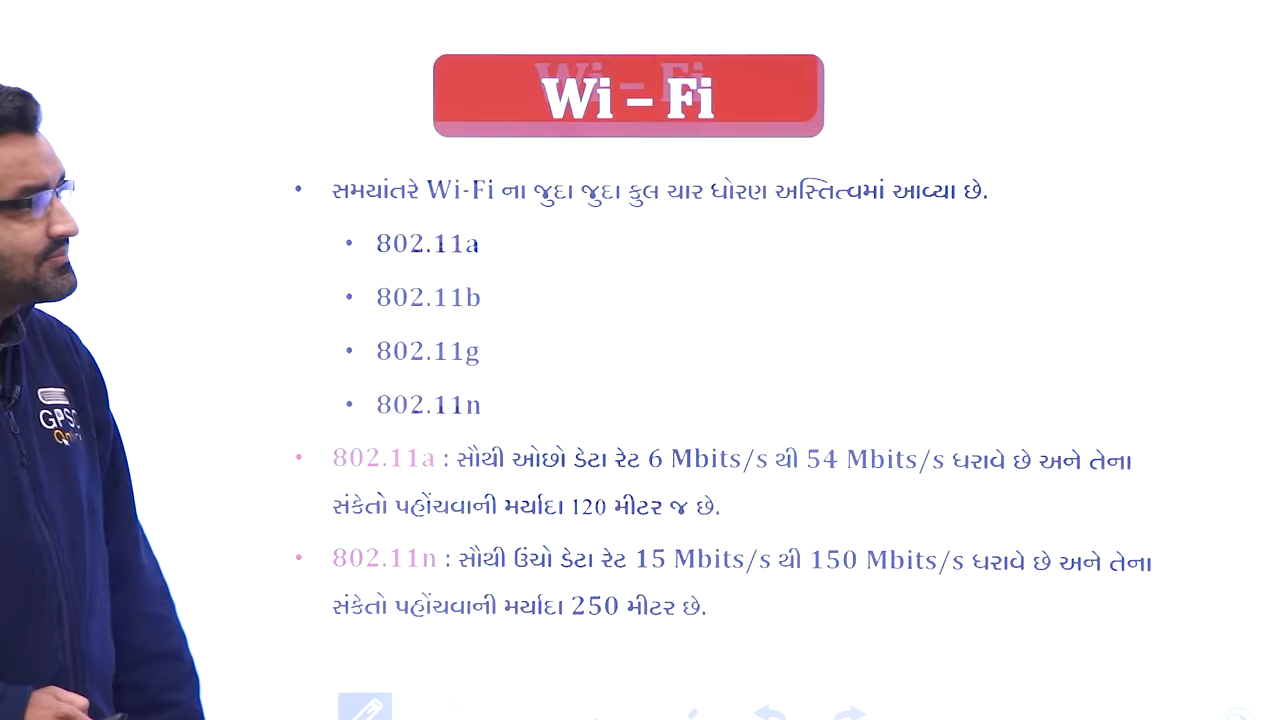 Wi – Fi
• સમયાંતરે Wi-Fi ના જુદા જુદા કુલ ચાર ધોરણ અસ્તિત્વમાં આવ્યા છે.
• 802.11a
• 802.11b
• 802.11g
• 802.11n
• 802.11a : સૌથી ઓછો ડેટા રેટ 6 Mbits/s થી 54 Mbits/s ધરાવે છે અને તેના
સંકેતો પહોંચવાની મર્યાદા 120 મીટર જ છે.
• 802.11n : સૌથી ઉંચો ડેટા રેટ 15 Mbits/s થી 150 Mbits/s ધરાવે છે અને તેના
સંકેતો પહોંચવાની મર્યાદા 250 મીટર છે.